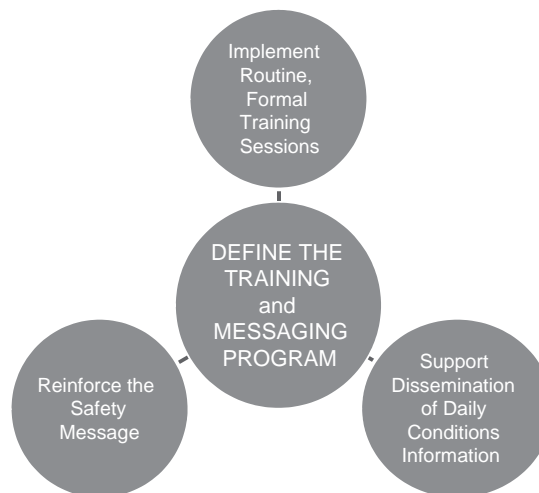 Implement
Routine,
Formal
Training
Sessions
DEFINE THE
TRAINING
and
MESSAGING
PROGRAM
Reinforce the
Safety
Message
Support
Dissemination
of Daily
Conditions
Information